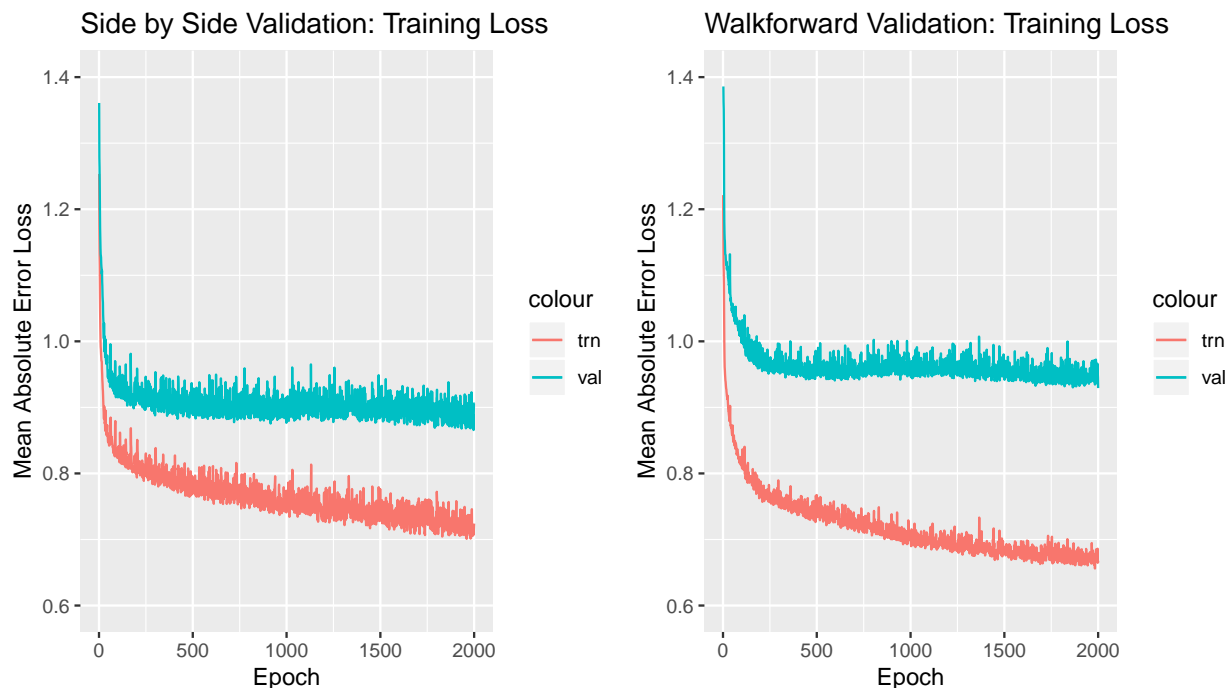 Side by Side Validation: Training Loss
Mean Absolute Error Loss
1.4
1.2
1.0
0.8
0.6
0
500
1000
1500
2000
Epoch
colour
trn
val
Walkforward Validation: Training Loss
Mean Absolute Error Loss
1.4
1.2
1.0
0.8
0.6
0
500
1000
1500
2000
Epoch
colour
trn
val